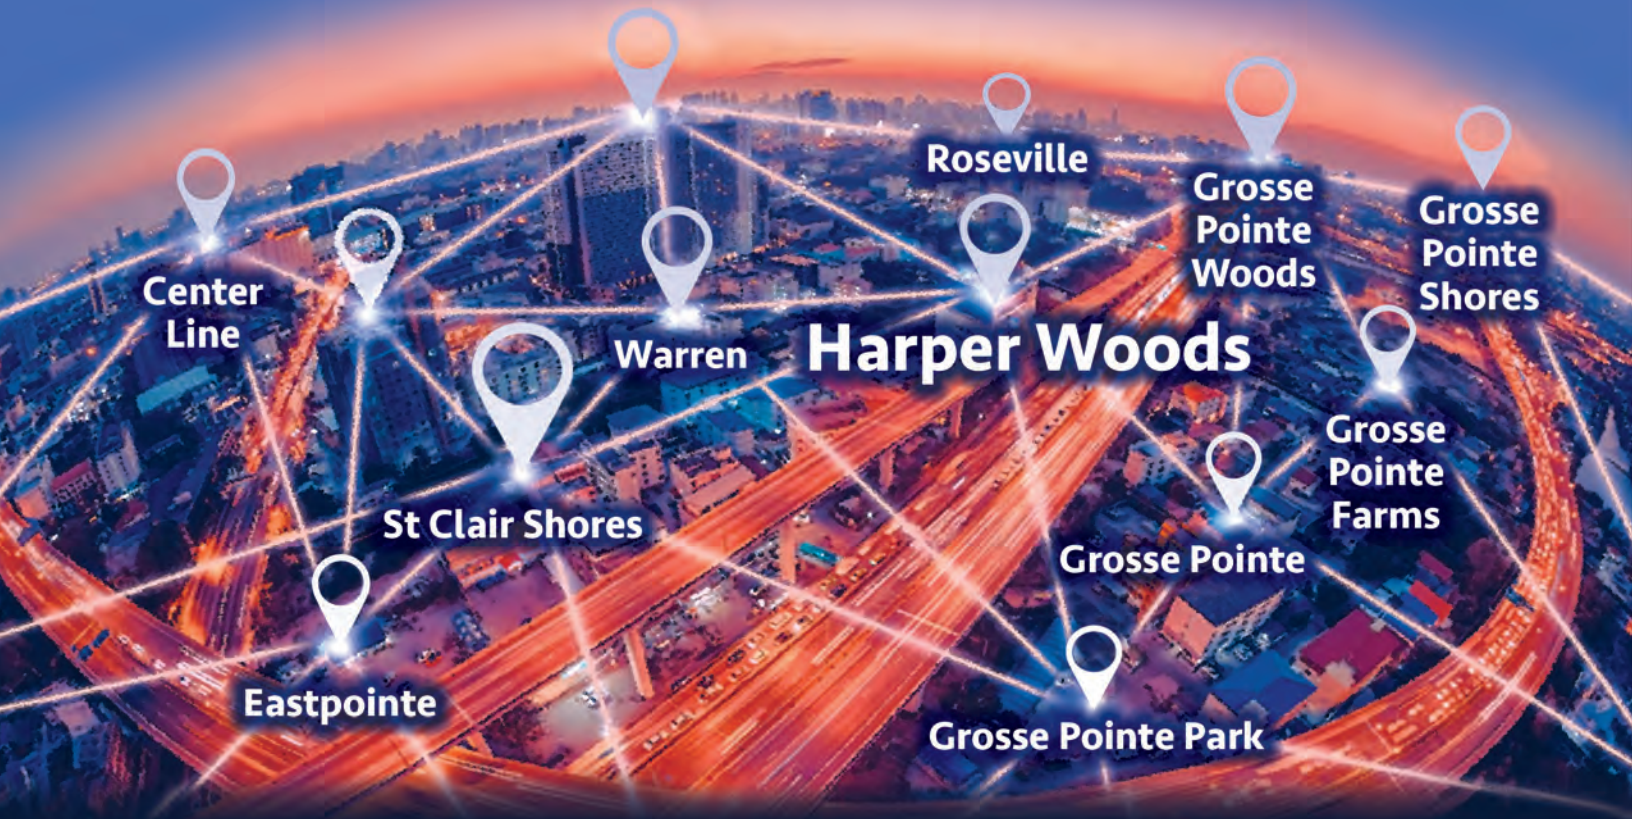 Roseville
Grosse
Pointe
Woods
Grosse
Pointe
Shores
Center
Line
Warren
Harper Woods
Grosse
Pointe
Farms
St Clair Shores
Grosse Pointe
Eastpointe
Grosse Pointe Park